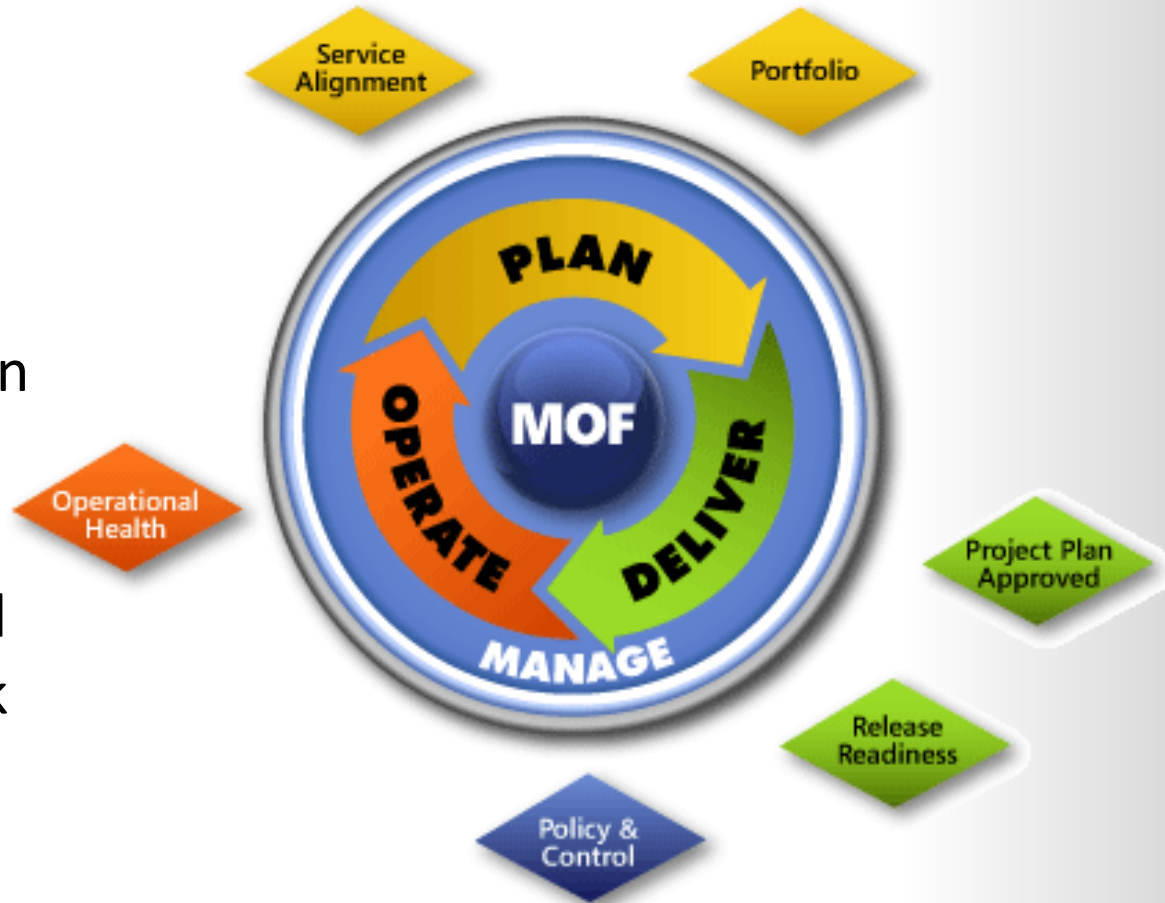 Service
Alignment
Portfolio
PLAN
MOF
OPERATE
DELIVER
MANAGE
Operational
Health
Project Plan
Approved
Release
Readiness
Policy &
Control